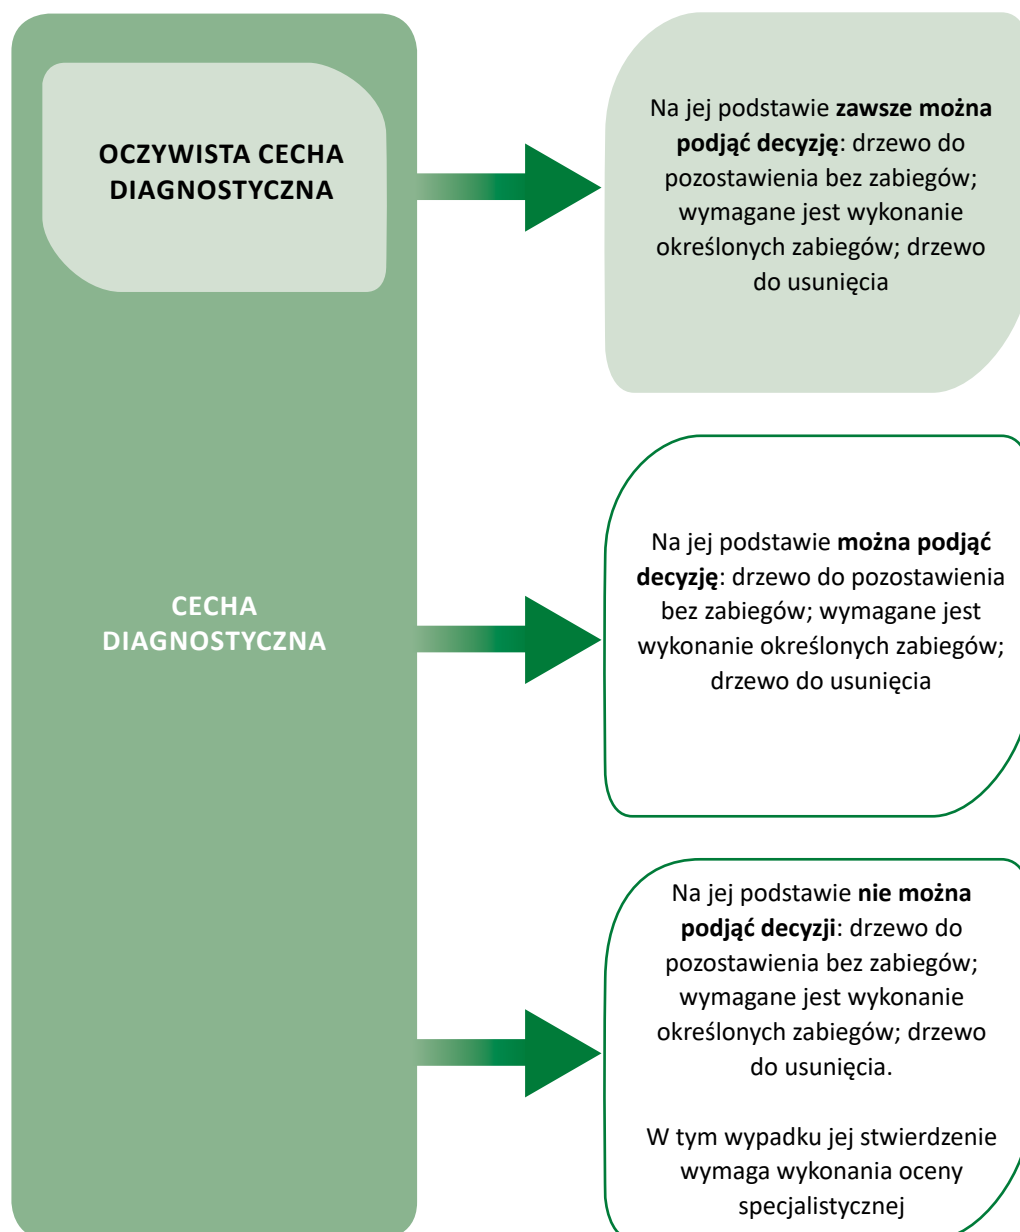 OCZYWISTA CECHA
DIAGNOSTYCZNA
Na jej podstawie zawsze można
podjąć decyzję: drzewo do
pozostawienia bez zabiegów;
wymagane jest wykonanie
określonych zabiegów; drzewo
do usunięcia
CECHA
DIAGNOSTYCZNA
Na jej podstawie można podjąć
decyzję: drzewo do pozostawienia
bez zabiegów; wymagane jest
wykonanie określonych zabiegów;
drzewo do usunięcia
Na jej podstawie nie można
podjąć decyzji: drzewo do
pozostawienia bez zabiegów;
wymagane jest wykonanie
określonych zabiegów; drzewo
do usunięcia.
W tym wypadku jej stwierdzenie
wymaga wykonania oceny
specjalistycznej